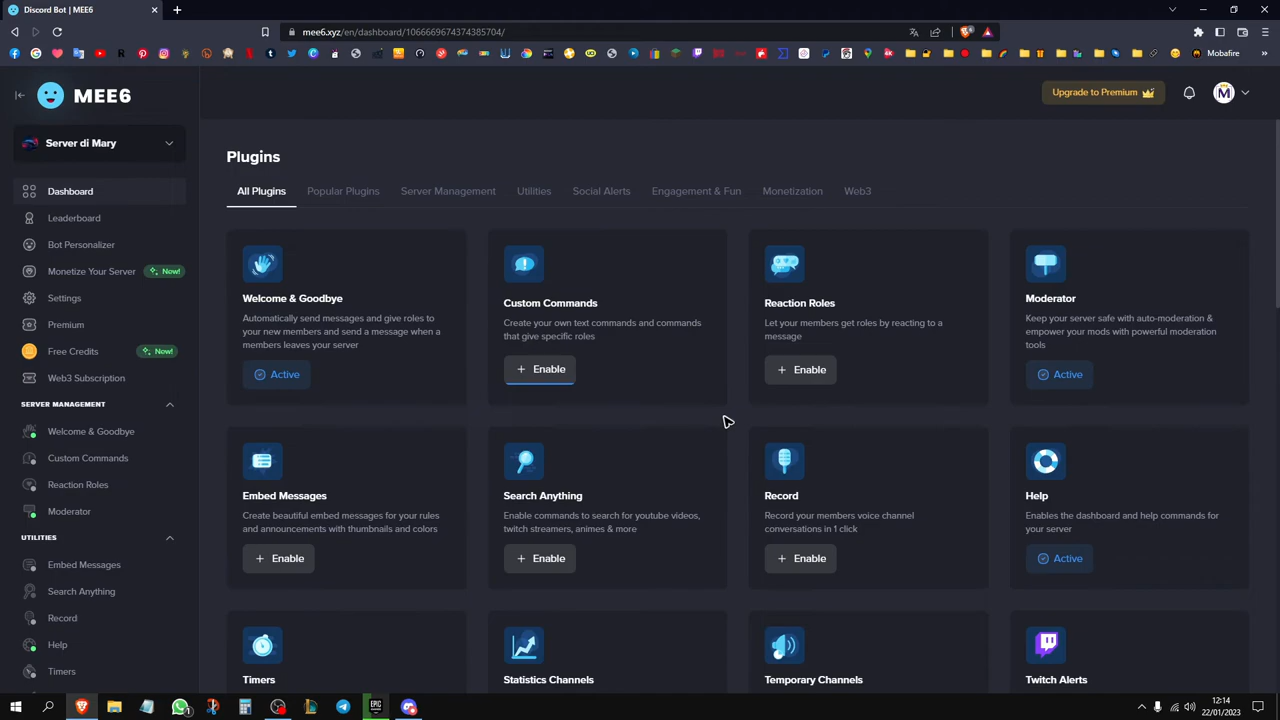 Discord Bot | MEE6
mee6.xyz/en/dashboard/1066669674374385704/
Mobafire
MEE6
Upgrade to Premium
M
Server di Mary
Dashboard
Leaderboard
Bot Personalizer
Monetize Your Server New!
Settings
Premium
Free Credits New!
Web3 Subscription
SERVER MANAGEMENT
Welcome & Goodbye
Custom Commands
Reaction Roles
Moderator
UTILITIES
Embed Messages
Search Anything
Record
Help
Timers
Plugins
All Plugins Popular Plugins Server Management Utilities Social Alerts Engagement & Fun Monetization Web3
Welcome & Goodbye
Automatically send messages and give roles to
your new members and send a message when a
members leaves your server
Active
Custom Commands
Create your own text commands and commands
that give specific roles
+ Enable
Reaction Roles
Let your members get roles by reacting to a
message
+ Enable
Moderator
Keep your server safe with auto-moderation &
empower your mods with powerful moderation
tools
Active
Embed Messages
Create beautiful embed messages for your rules
and announcements with thumbnails and colors
+ Enable
Search Anything
Enable commands to search for youtube videos,
twitch streamers, animes & more
+ Enable
Record
Record your members voice channel
conversations in 1 click
+ Enable
Help
Enables the dashboard and help commands for
your server
Active
Timers
Statistics Channels
Temporary Channels
Twitch Alerts
EPIC
12:14
22/01/2023